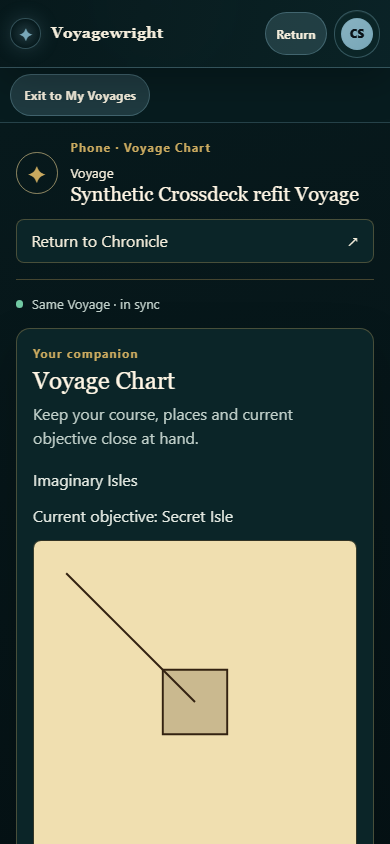 Voyagewright
Return
CS
Exit to My Voyages
Phone · Voyage Chart
Voyage
Synthetic Crossdeck refit Voyage
Return to Chronicle ↗
Same Voyage · in sync
Your companion
Voyage Chart
Keep your course, places and current
objective close at hand.
Imaginary Isles
Current objective: Secret Isle